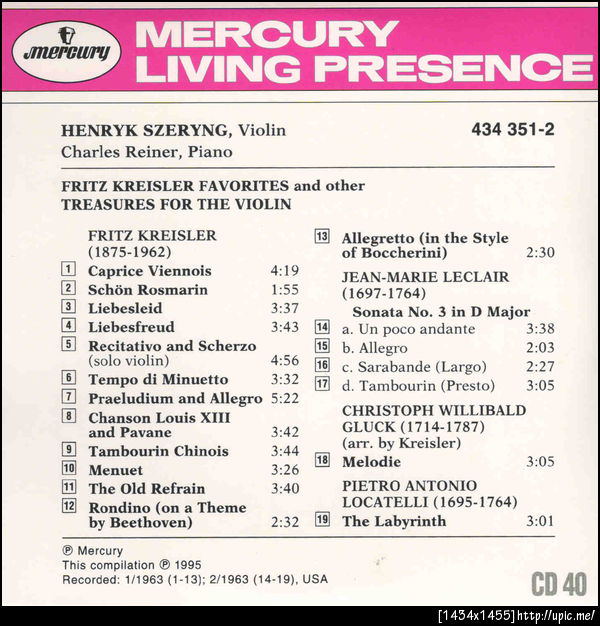 mercury
MERCURY
LIVING PRESENCE
HENRYK SZERYNG, Violin
434 351-2
Charles Reiner, Piano
FRITZ KREISLER FAVORITES and other
TREASURES FOR THE VIOLIN
FRITZ KREISLER
(1875-1962)
1 Caprice Viennois 4:19
2 Schön Rosmarin 1:55
3 Liebesleid 3:37
4 Liebesfreud 3:43
5 Recitativo and Scherzo
(solo violin) 4:56
6 Tempo di Minuetto 3:32
7 Praeludium and Allegro 5:22
8 Chanson Louis XIII
and Pavane 3:42
9 Tambourin Chinois 3:44
10 Menuet 3:26
11 The Old Refrain 3:40
12 Rondino (on a Theme
by Beethoven) 2:32
13 Allegretto (in the Style
of Boccherini) 2:30
JEAN-MARIE LECLAIR
(1697-1764)
Sonata No. 3 in D Major
14 a. Un poco andante 3:38
15 b. Allegro 2:03
16 c. Sarabande (Largo) 2:27
17 d. Tambourin (Presto) 3:05
CHRISTOPH WILLIBALD
GLUCK (1714-1787)
(arr. by Kreisler)
18 Melodie 3:05
PIETRO ANTONIO
LOCATELLI (1695-1764)
19 The Labyrinth 3:01
℗ Mercury
This compilation ℗ 1995
Recorded: 1/1963 (1-13); 2/1963 (14-19), USA
CD 40
[1434x1455]http://upic.me/